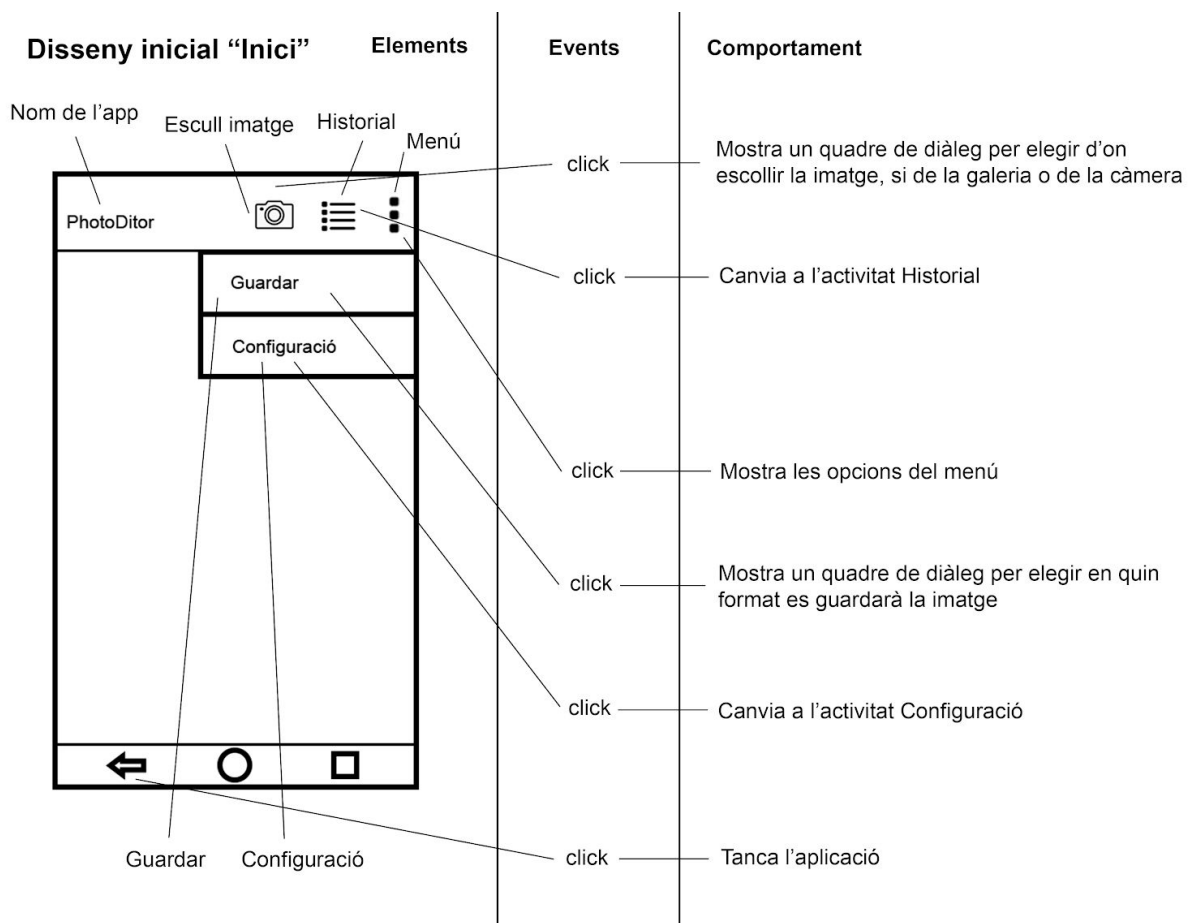 Disseny inicial “Inici”
Elements
Events
Comportament
Nom de l’app
Escull imatge
Historial
Menú
click
Mostra un quadre de diàleg per elegir d’on
escollir la imatge, si de la galeria o de la càmera
PhotoDitor
click
Canvia a l’activitat Historial
Guardar
Configuració
click
Mostra les opcions del menú
click
Mostra un quadre de diàleg per elegir en quin
format es guardarà la imatge
click
Canvia a l’activitat Configuració
Guardar
Configuració
click
Tanca l’aplicació